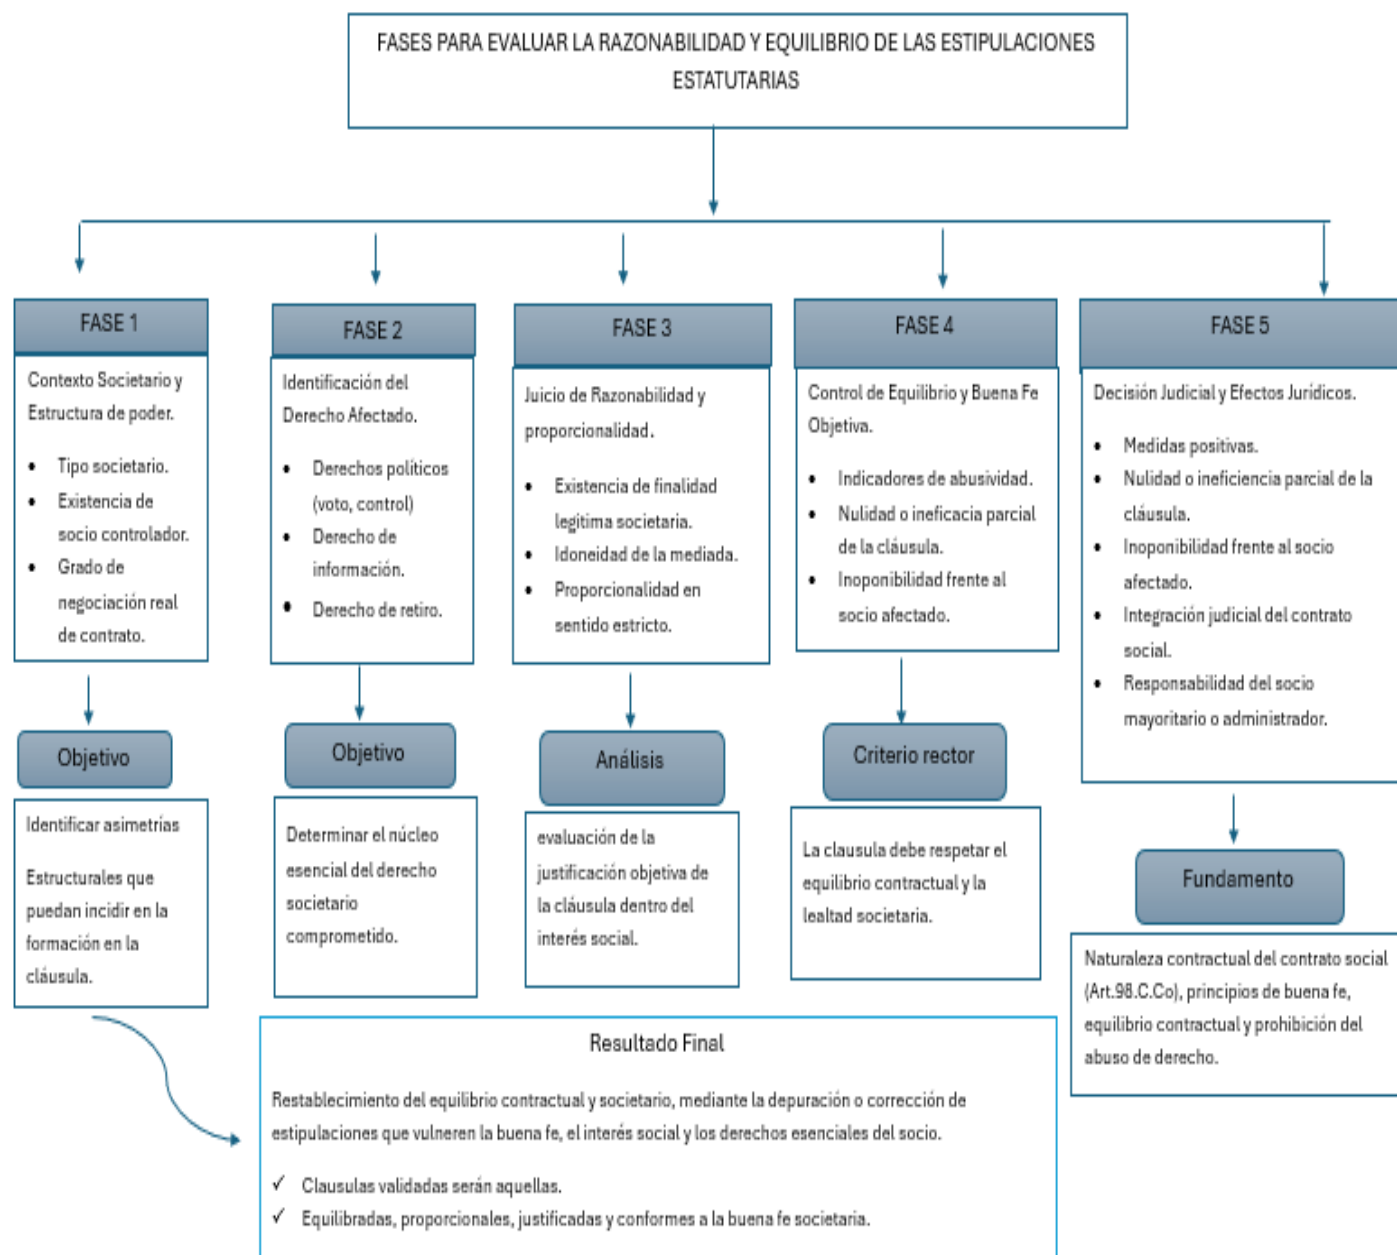 FASES PARA EVALUAR LA RAZONABILIDAD Y EQUILIBRIO DE LAS ESTIPULACIONES
ESTATUTARIAS
FASE 1
Contexto Societario y
Estructura de poder.
• Tipo societario.
• Existencia de
socio controlador.
• Grado de
negociación real
de contrato.
Objetivo
Identificar asimetrías
Estructurales que
puedan incidir en la
formación en la
cláusula.
FASE 2
Identificación del
Derecho Afectado.
• Derechos políticos
(voto, control)
• Derecho de
información.
• Derecho de retiro.
Objetivo
Determinar el núcleo
esencial del derecho
societario
comprometido.
FASE 3
Juicio de Razonabilidad y
proporcionalidad.
• Existencia de finalidad
legítima societaria.
• Idoneidad de la mediada.
• Proporcionalidad en
sentido estricto.
Análisis
evaluación de la
justificación objetiva de
la cláusula dentro del
interés social.
FASE 4
Control de Equilibrio y Buena Fe
Objetiva.
• Indicadores de abusividad.
• Nulidad o ineficacia parcial
de la cláusula.
• Inoponibilidad frente al
socio afectado.
Criterio rector
La clausula debe respetar el
equilibrio contractual y la
lealtad societaria.
FASE 5
Decisión Judicial y Efectos Jurídicos.
• Medidas positivas.
• Nulidad o ineficiencia parcial de la
cláusula.
• Inoponibilidad frente al socio
afectado.
• Integración judicial del contrato
social.
• Responsabilidad del socio
mayoritario o administrador.
Fundamento
Naturaleza contractual del contrato social
(Art.98.C.Co), principios de buena fe,
equilibrio contractual y prohibición del
abuso de derecho.
Resultado Final
Restablecimiento del equilibrio contractual y societario, mediante la depuración o corrección de
estipulaciones que vulneren la buena fe, el interés social y los derechos esenciales del socio.
✓ Clausulas validadas serán aquellas.
✓ Equilibradas, proporcionales, justificadas y conformes a la buena fe societaria.